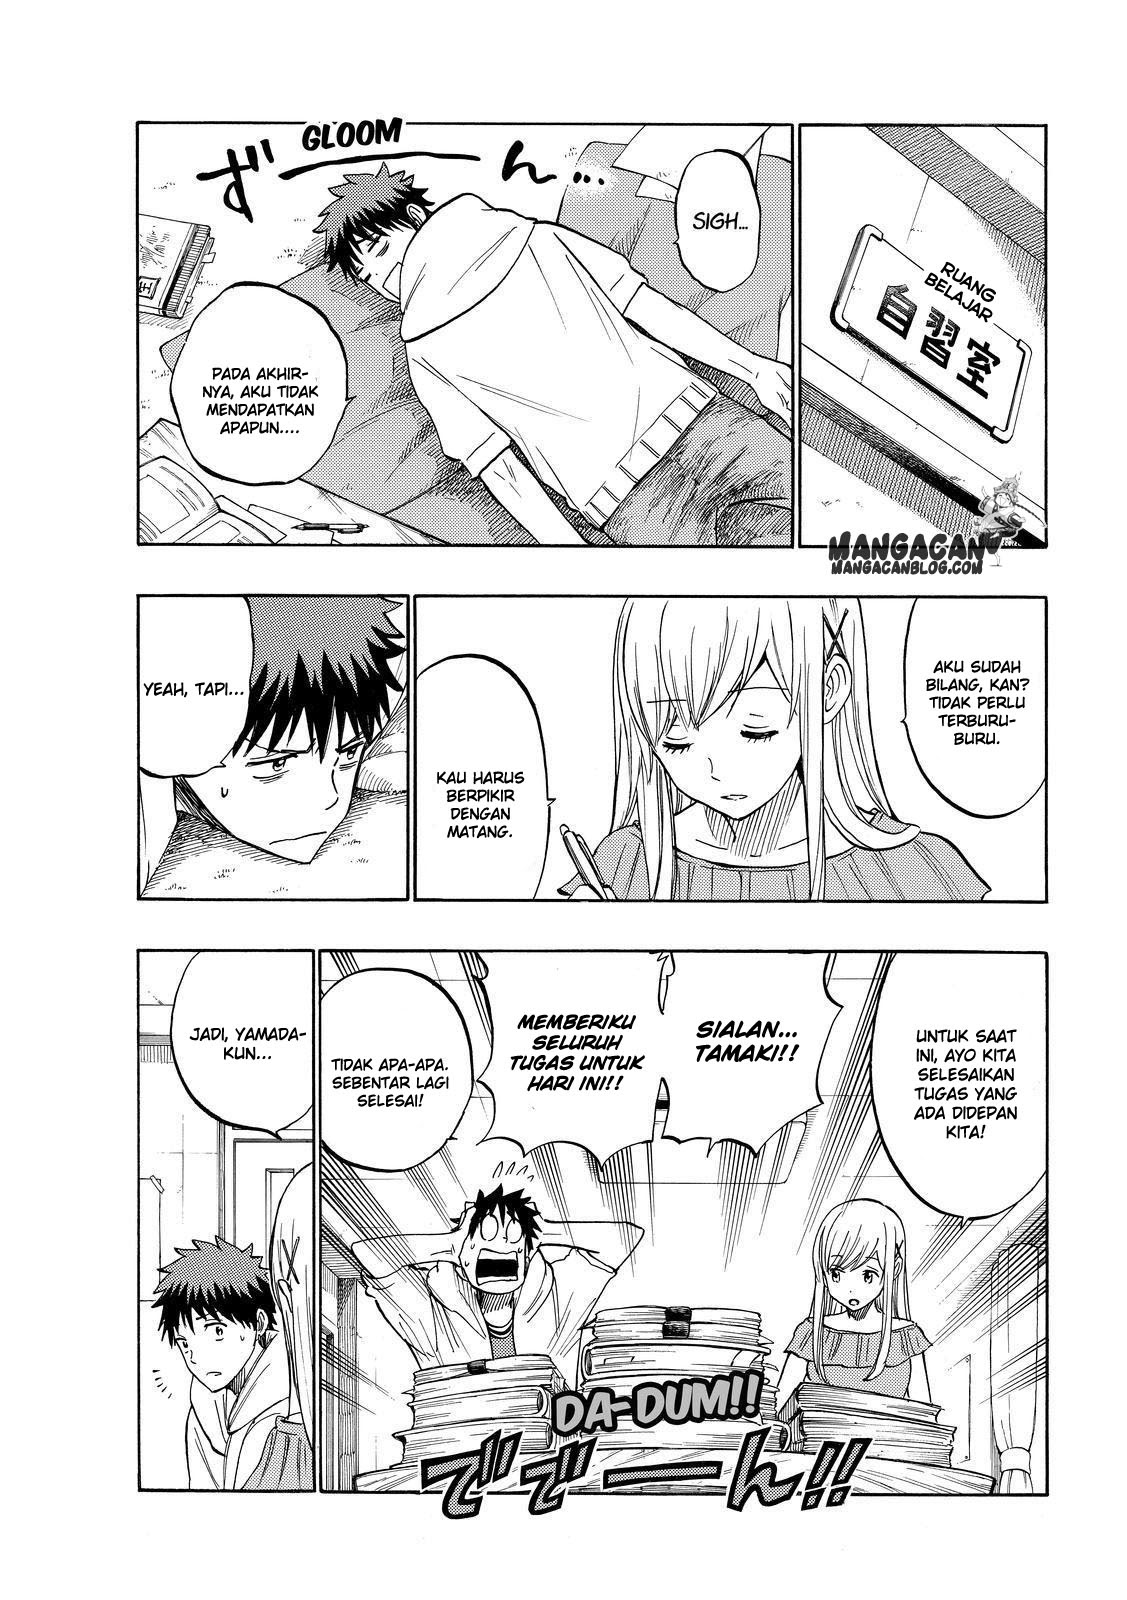 RUANG
BELAJAR
自習室
SIGH...
GLOOM
ず
ーん…
PADA AKHIR-
NYA, AKU TIDAK
MENDAPATKAN
APAPUN....
MANGACAN
MANGACANBLOG.COM
AKU SUDAH
BILANG, KAN?
TIDAK PERLU
TERBURU-
BURU.
KAU HARUS
BERPIKIR
DENGAN
MATANG.
YEAH, TAPI...
UNTUK SAAT
INI, AYO KITA
SELESAIKAN
TUGAS YANG
ADA DIDEPAN
KITA!
SIALAN...
TAMAKI!!
MEMBERIKU
SELURUH
TUGAS UNTUK
HARI INI!!
TIDAK APA-APA.
SEBENTAR LAGI
SELESAI!
DA-DUM!!
ででーん!!
JADI, YAMADA-
KUN...